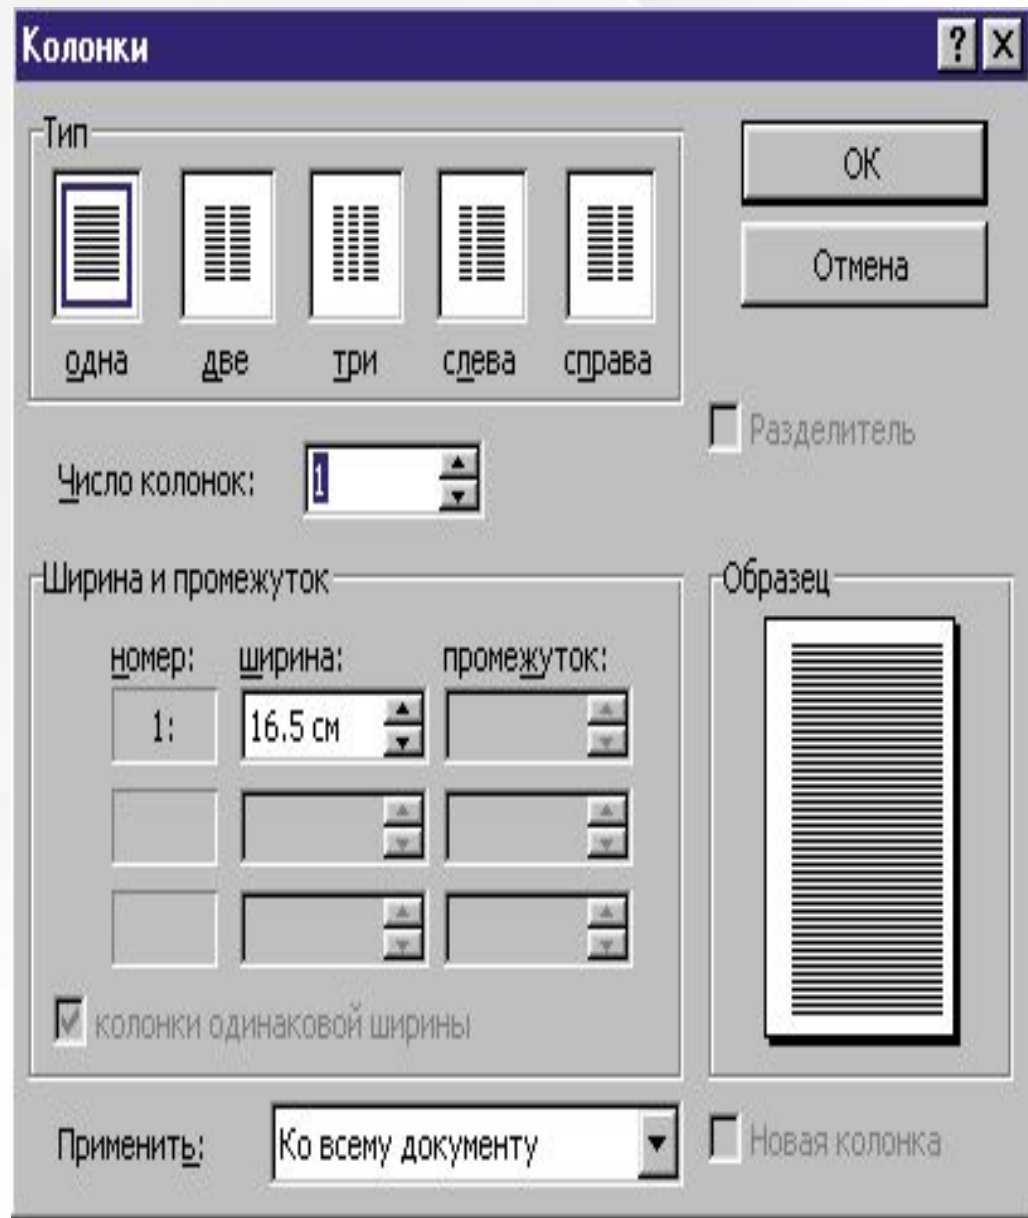 Колонки
Тип
одна две три слева справа
ОК
Отмена
Разделитель
Число колонок: 1
Ширина и промежуток
номер: ширина: промежуток:
1: 16.5 см
колонки одинаковой ширины
Образец
Применить: Ко всему документу
Новая колонка